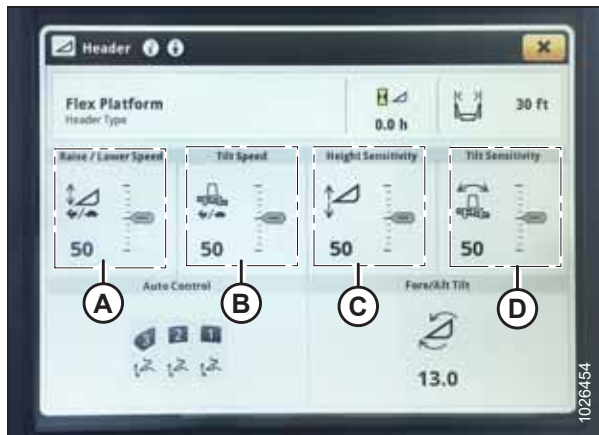 Header
Flex Platform
Header Type
0.0 h
30 ft
Raise / Lower Speed
Tilt Speed
Height Sensitivity
Tilt Sensitivity
50
50
50
50
A
B
C
D
Auto Control
Fore/Aft Tilt
3 2 1
13.0
1026454